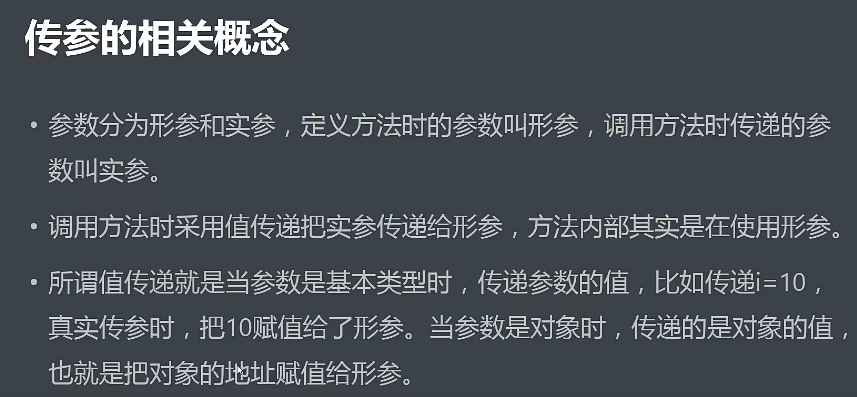 传参的相关概念
• 参数分为形参和实参，定义方法时的参数叫形参，调用方法时传递的参
数叫实参。
• 调用方法时采用值传递把实参传递给形参，方法内部其实是在使用形参。
• 所谓值传递就是当参数是基本类型时，传递参数的值，比如传递i=10，
真实传参时，把10赋值给了形参。当参数是对象时，传递的是对象的值，
也就是把对象的地址赋值给形参。